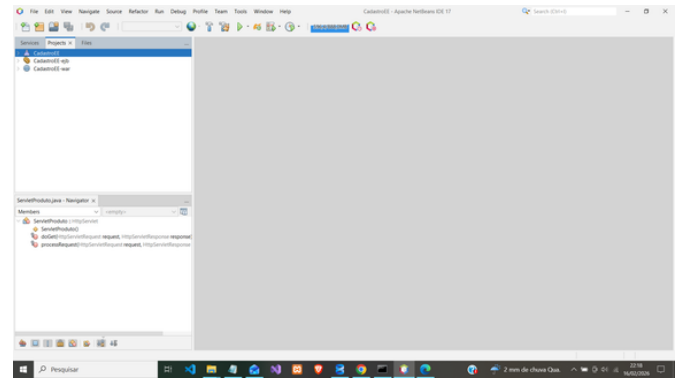 File Edit View Navigate Source Refactor Run Debug Profile Team Tools Window Help
CadastroEE - Apache NetBeans IDE 17
Search (Ctrl+I)
Services Projects Files
CadastroEE
CadastroEE-ejb
CadastroEE-war
ServletProduto.java - Navigator
Members <empty>
ServletProduto :: HttpServlet
ServletProduto()
doGet(HttpServletRequest request, HttpServletResponse response)
processRequest(HttpServletRequest request, HttpServletResponse
Pesquisar
2 mm de chuva Qua.
22:18
16/02/2026